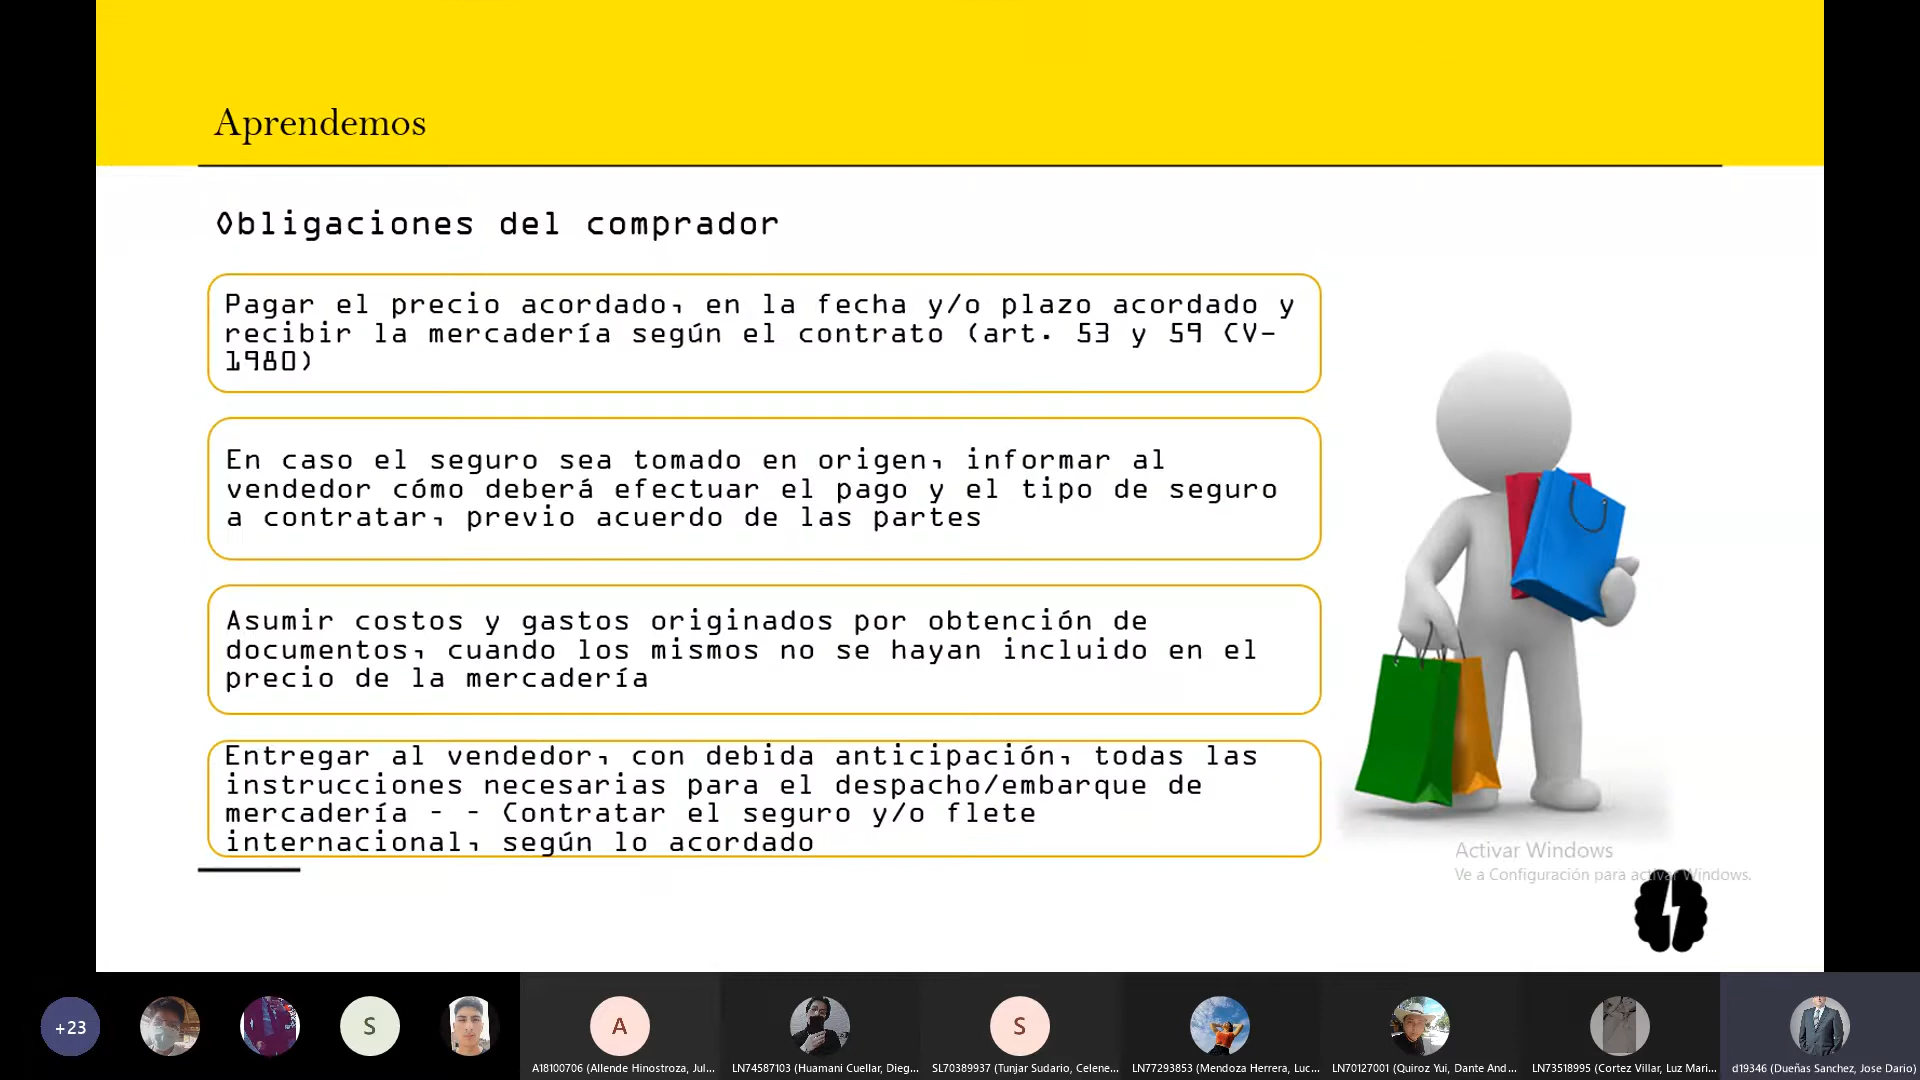 Aprendemos
Obligaciones del comprador
Pagar el precio acordado, en la fecha y/o plazo acordado y
recibir la mercadería según el contrato (art. 53 y 59 CV-
1980)
En caso el seguro sea tomado en origen, informar al
vendedor cómo deberá efectuar el pago y el tipo de seguro
a contratar, previo acuerdo de las partes
Asumir costos y gastos originados por obtención de
documentos, cuando los mismos no se hayan incluido en el
precio de la mercadería
Entregar al vendedor, con debida anticipación, todas las
instrucciones necesarias para el despacho/embarque de
mercadería - - Contratar el seguro y/o flete
internacional, según lo acordado
Activar Windows
Ve a Configuración para activar Windows.
+23
S
A
S
A18100706 (Allende Hinostroza, Jul...
LN74587103 (Huamani Cuellar, Dieg...
SL70389937 (Tunjar Sudario, Celene...
LN77293853 (Mendoza Herrera, Luc...
LN70127001 (Quiroz Yui, Dante And...
LN73518995 (Cortez Villar, Luz Mari...
d19346 (Dueñas Sanchez, Jose Dario)